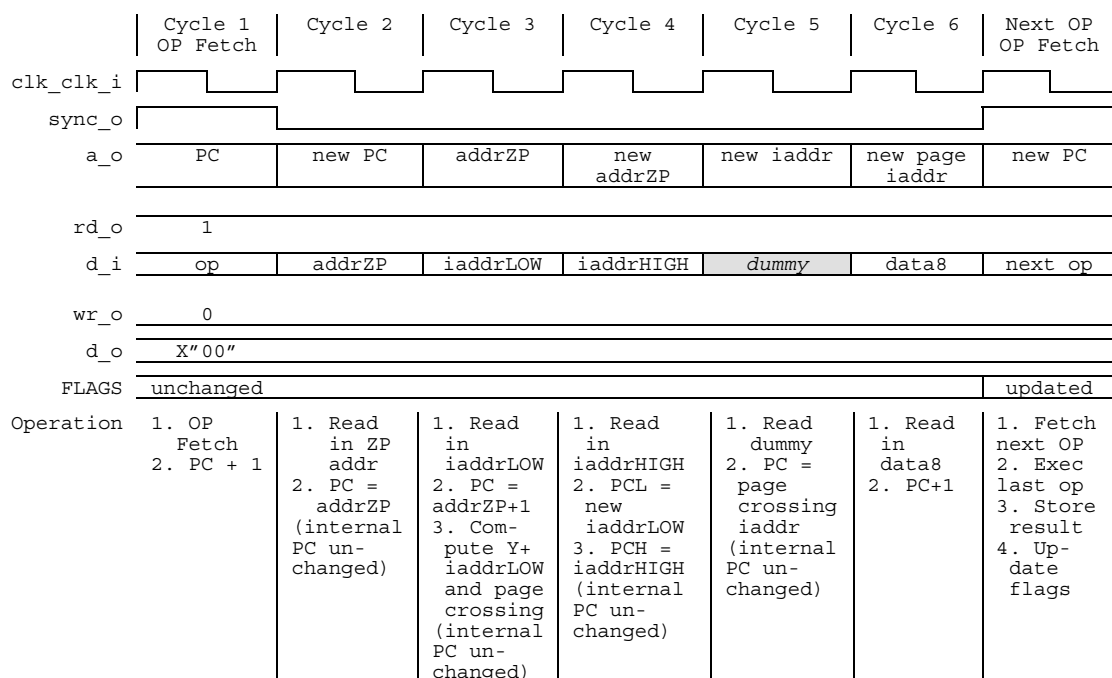 Cycle 1 Cycle 2 Cycle 3 Cycle 4 Cycle 5 Cycle 6 Next OP
OP Fetch OP Fetch
clk_clk_i
sync_o
a_o PC new PC addrZP new new iaddr new page new PC
addrZP iaddr
rd_o 1
d_i op addrZP iaddrLOW iaddrHIGH dummy data8 next op
wr_o 0
d_o X"00"
FLAGS unchanged updated
Operation 1. OP 1. Read 1. Read 1. Read 1. Read 1. Read 1. Fetch
Fetch in ZP in in dummy in next OP
2. PC + 1 addr iaddrLOW iaddrHIGH 2. PC = data8 2. Exec
2. PC = 2. PC = 2. PCL = page 2. PC+1 last op
addrZP addrZP+1 new crossing 3. Store
(internal 3. Com- iaddrLOW iaddr result
PC un- pute Y+ 3. PCH = (internal 4. Up-
changed) iaddrLOW iaddrHIGH PC un- date
and page (internal changed) flags
crossing PC un-
(internal changed)
PC un-
changed)